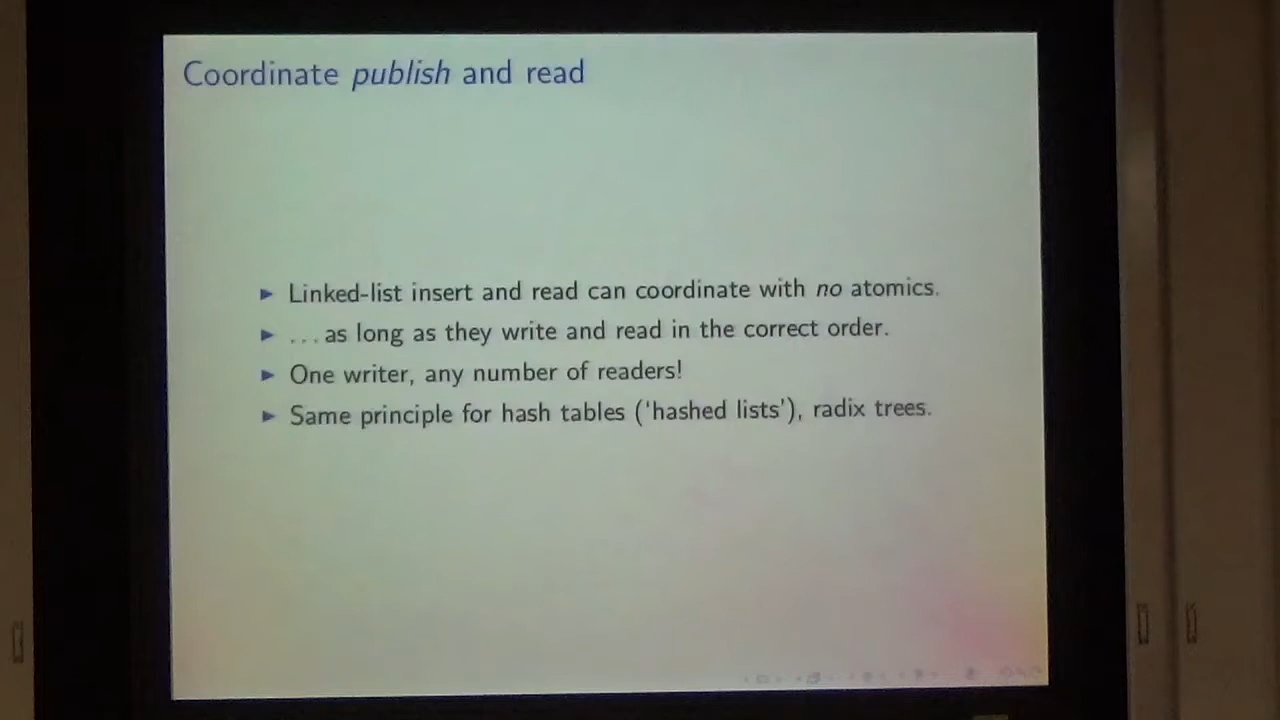 Coordinate publish and read
▶ Linked-list insert and read can coordinate with no atomics.
▶ ...as long as they write and read in the correct order.
▶ One writer, any number of readers!
▶ Same principle for hash tables (‘hashed lists’), radix trees.